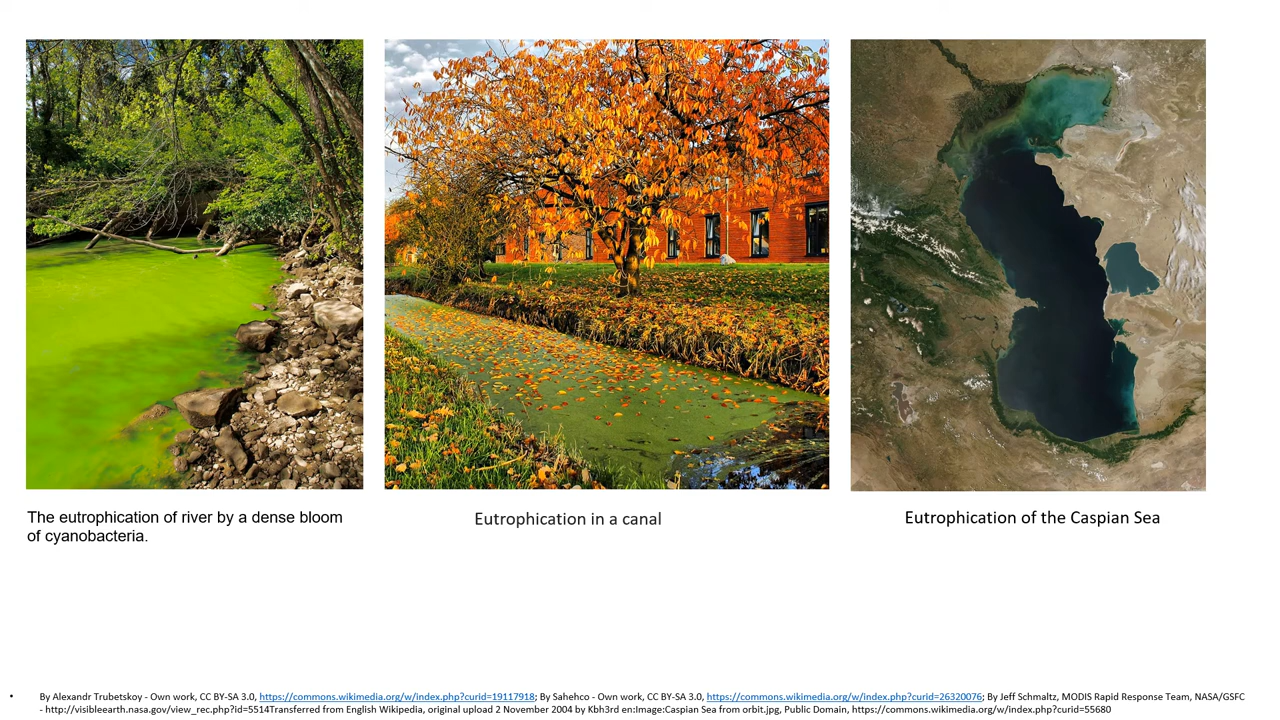 The eutrophication of river by a dense bloom
of cyanobacteria.
Eutrophication in a canal
Eutrophication of the Caspian Sea
• By Alexandr Trubetskoy - Own work, CC BY-SA 3.0, https://commons.wikimedia.org/w/index.php?curid=19117918; By Sahehco - Own work, CC BY-SA 3.0, https://commons.wikimedia.org/w/index.php?curid=26320076; By Jeff Schmaltz, MODIS Rapid Response Team, NASA/GSFC
- http://visibleearth.nasa.gov/view_rec.php?id=5514Transferred from English Wikipedia, original upload 2 November 2004 by Kbh3rd en:Image:Caspian Sea from orbit.jpg, Public Domain, https://commons.wikimedia.org/w/index.php?curid=55680